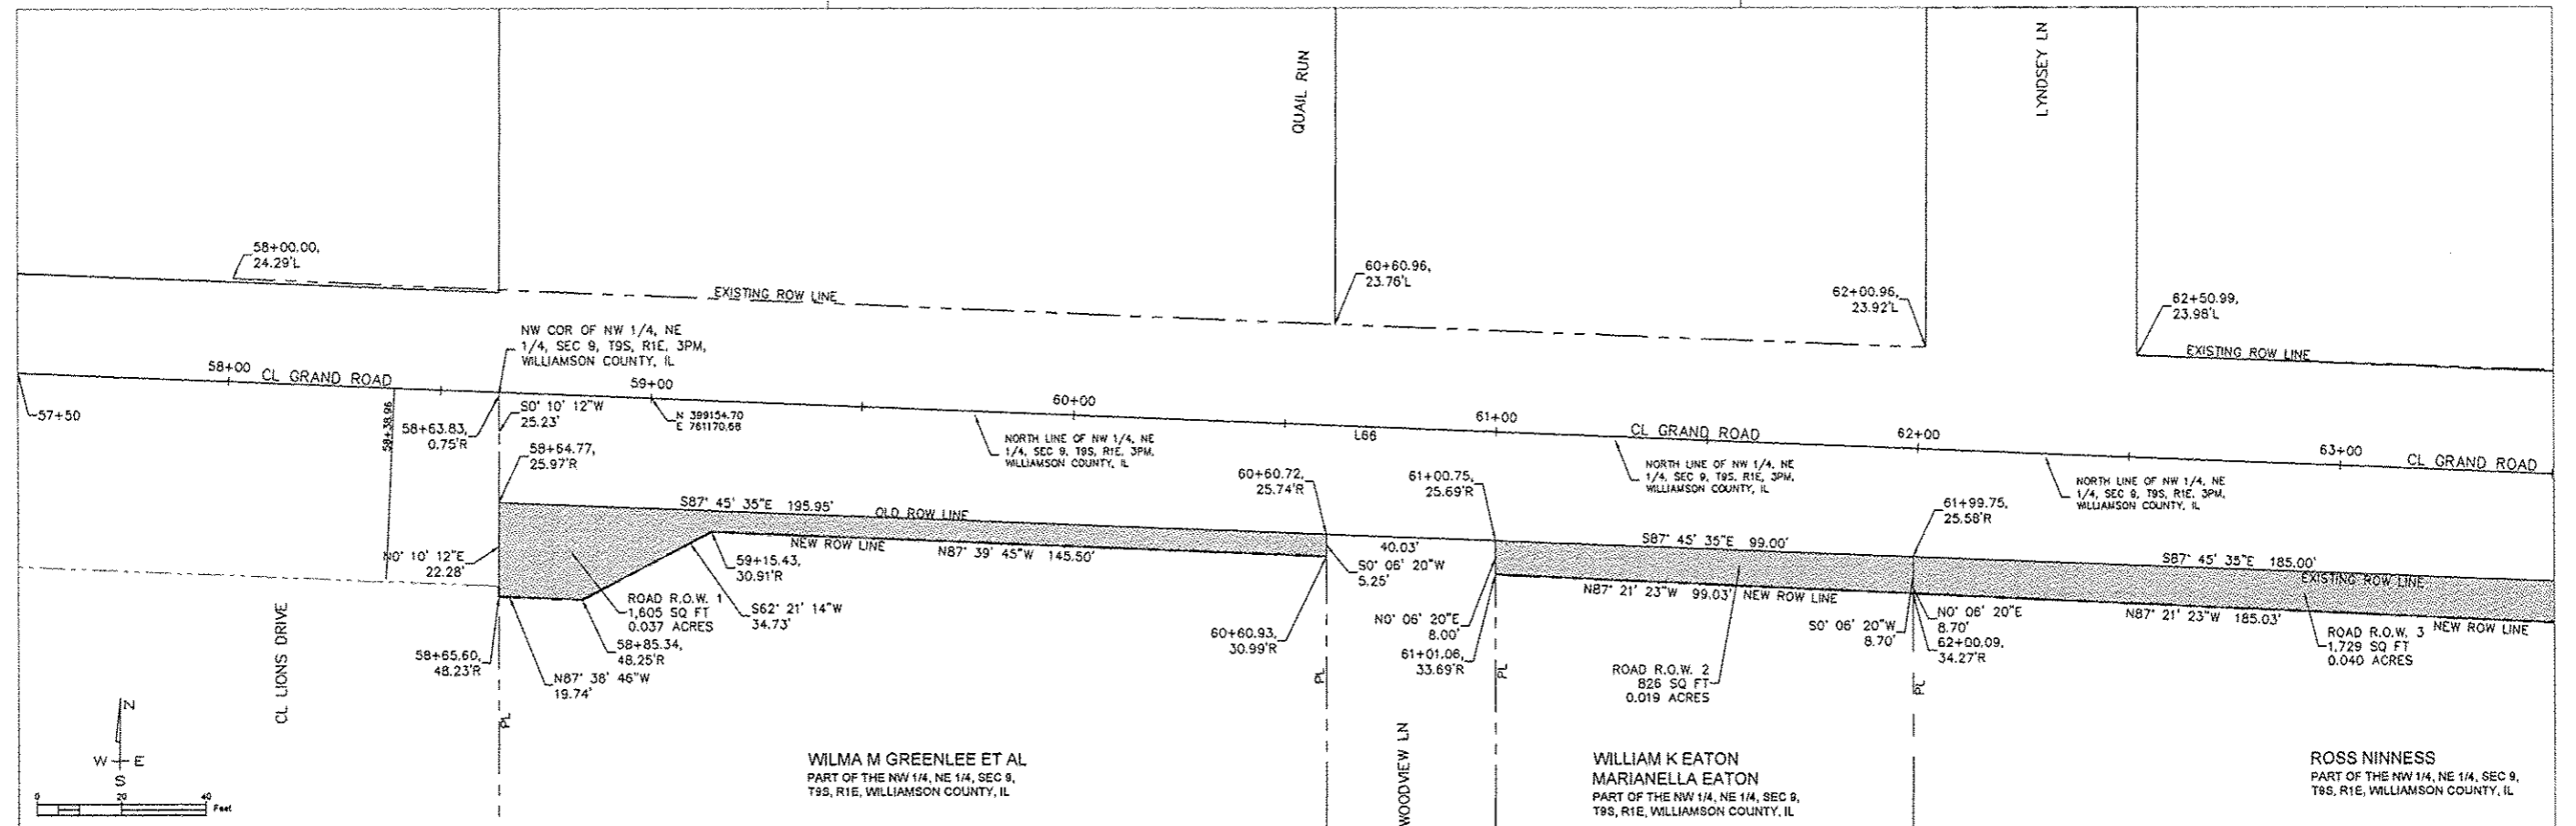 QUAIL RUN
LYNDSEY LN
58+00.00,
24.29'L
EXISTING ROW LINE
60+60.96,
23.76'L
62+00.96,
23.92'L
62+50.99,
23.98'L
EXISTING ROW LINE
NW COR OF NW 1/4, NE
1/4, SEC 9, T9S, R1E, 3PM,
WILLIAMSON COUNTY, IL
58+00
CL GRAND ROAD
59+00
60+00
61+00
CL GRAND ROAD
62+00
63+00
CL GRAND ROAD
57+50
58+38.96
58+63.83,
0.75'R
S0° 10' 12"W
25.23'
N 399154.70
E 761170.68
NORTH LINE OF NW 1/4, NE
1/4, SEC 9, T9S, R1E, 3PM,
WILLIAMSON COUNTY, IL
L66
NORTH LINE OF NW 1/4, NE
1/4, SEC 9, T9S, R1E, 3PM,
WILLIAMSON COUNTY, IL
NORTH LINE OF NW 1/4, NE
1/4, SEC 9, T9S, R1E, 3PM,
WILLIAMSON COUNTY, IL
58+64.77,
25.97'R
60+60.72,
25.74'R
61+00.75,
25.69'R
61+99.75,
25.58'R
S87° 45' 35"E 195.95'
OLD ROW LINE
NEW ROW LINE
N87° 39' 45"W 145.50'
40.03'
S87° 45' 35"E 99.00'
S87° 45' 35"E 185.00'
EXISTING ROW LINE
N0° 10' 12"E
22.28'
59+15.43,
30.91'R
S0° 06' 20"W
5.25'
N87° 21' 23"W 99.03'
NEW ROW LINE
N87° 21' 23"W 185.03'
NEW ROW LINE
ROAD R.O.W. 1
1,605 SQ FT
0.037 ACRES
S62° 21' 14"W
34.73'
58+85.34,
48.25'R
58+65.60,
48.23'R
N87° 38' 46"W
19.74'
60+60.93,
30.99'R
N0° 06' 20"E
8.00'
61+01.06,
33.69'R
S0° 06' 20"W
8.70'
N0° 06' 20"E
8.70'
62+00.09,
34.27'R
ROAD R.O.W. 2
826 SQ FT
0.019 ACRES
ROAD R.O.W. 3
1,729 SQ FT
0.040 ACRES
CL LIONS DRIVE
PL
PL
PL
PL
WOODVIEW LN
N
W E
S
0 20 40
Feet
WILMA M GREENLEE ET AL
PART OF THE NW 1/4, NE 1/4, SEC 9,
T9S, R1E, WILLIAMSON COUNTY, IL
WILLIAM K EATON
MARIANELLA EATON
PART OF THE NW 1/4, NE 1/4, SEC 9,
T9S, R1E, WILLIAMSON COUNTY, IL
ROSS NINNESS
PART OF THE NW 1/4, NE 1/4, SEC 9,
T9S, R1E, WILLIAMSON COUNTY, IL